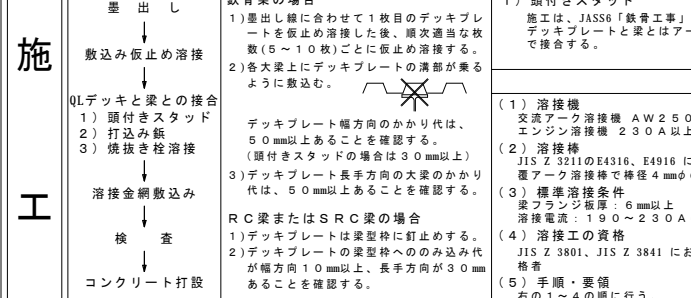 施
工
墨出し
敷込み仮止め溶接
QLデッキと梁との接合
1) 頭付きスタッド
2) 打込み鋲
3) 焼抜き栓溶接
溶接金網敷込み
検査
コンクリート打設
鉄骨梁の場合
1)墨出し線に合わせて1枚目のデッキプレ
ートを仮止め溶接した後、順次適当な枚
数(5~10枚)ごとに仮止め溶接する。
2)各大梁上にデッキプレートの溝部が乗る
ように敷込む。
デッキプレート幅方向のかかり代は、
50mm以上あることを確認する。
(頭付きスタッドの場合は30mm以上)
3)デッキプレート長手方向の大梁のかかり
代は、50mm以上あることを確認する。
RC梁またはSRC梁の場合
1)デッキプレートは梁型枠に釘止めする。
2)デッキプレートの梁型枠へののみ込み代
が幅方向10mm以上、長手方向が30mm
あることを確認する。
1) 頭付きスタッド
施工は、JASS6「鉄骨工事」
デッキプレートと梁とはアー
で接合する。
(1) 溶接機
交流アーク溶接機 AW250
エンジン溶接機 230A以上
(2) 溶接棒
JIS Z 3211のE4316、E4916 に
覆アーク溶接棒で棒径4mmφ
(3) 標準溶接条件
梁フランジ板厚:6mm以上
溶接電流:190~230A
(4) 溶接工の資格
JIS Z 3801、JIS Z 3841 にお
格者
(5) 手順・要領
右の1~4の順に行う